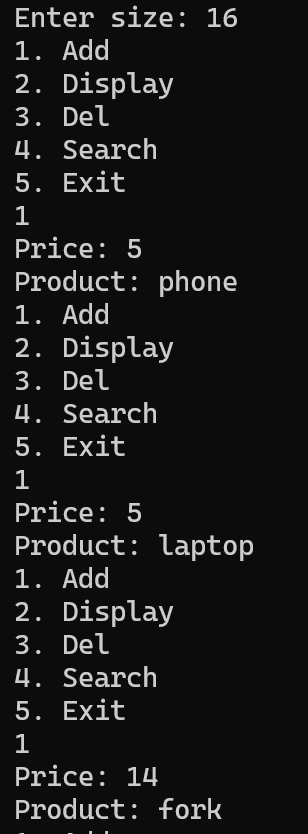 Enter size: 16
1. Add
2. Display
3. Del
4. Search
5. Exit
1
Price: 5
Product: phone
1. Add
2. Display
3. Del
4. Search
5. Exit
1
Price: 5
Product: laptop
1. Add
2. Display
3. Del
4. Search
5. Exit
1
Price: 14
Product: fork